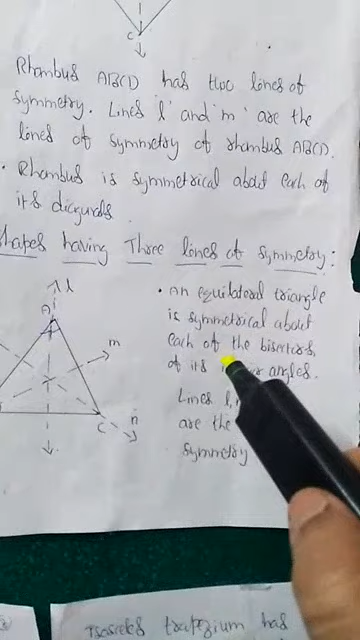 C
Rhombus ABCD has two lines of
symmetry. Lines 'l' and 'm' are the
lines of symmetry of rhombus ABCD.
• Rhombus is symmetrical about each of
its diagonals.
shapes having Three lines of symmetry:
l
A
m
C
n
• An equilateral triangle
is symmetrical about
each of the bisectors
of its angles.
Lines l,
are the
symmetry
Isosceles trapezium has